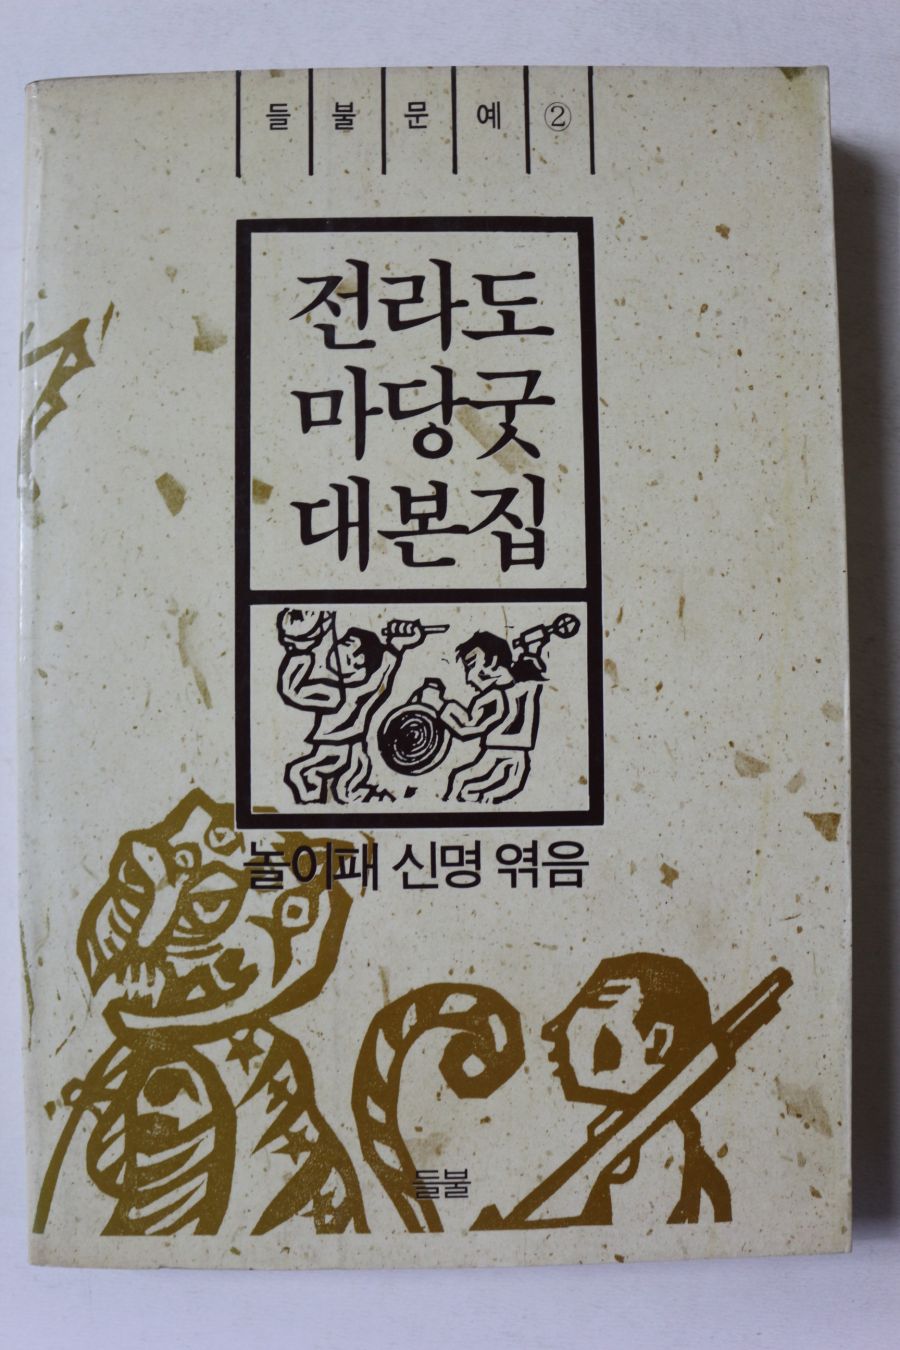 들불문예②
전라도
마당굿
대본집
놀이패 신명 엮음
들불